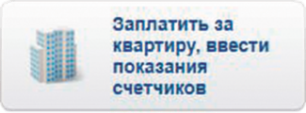 Заплатить за
квартиру, ввести
показания
счетчиков